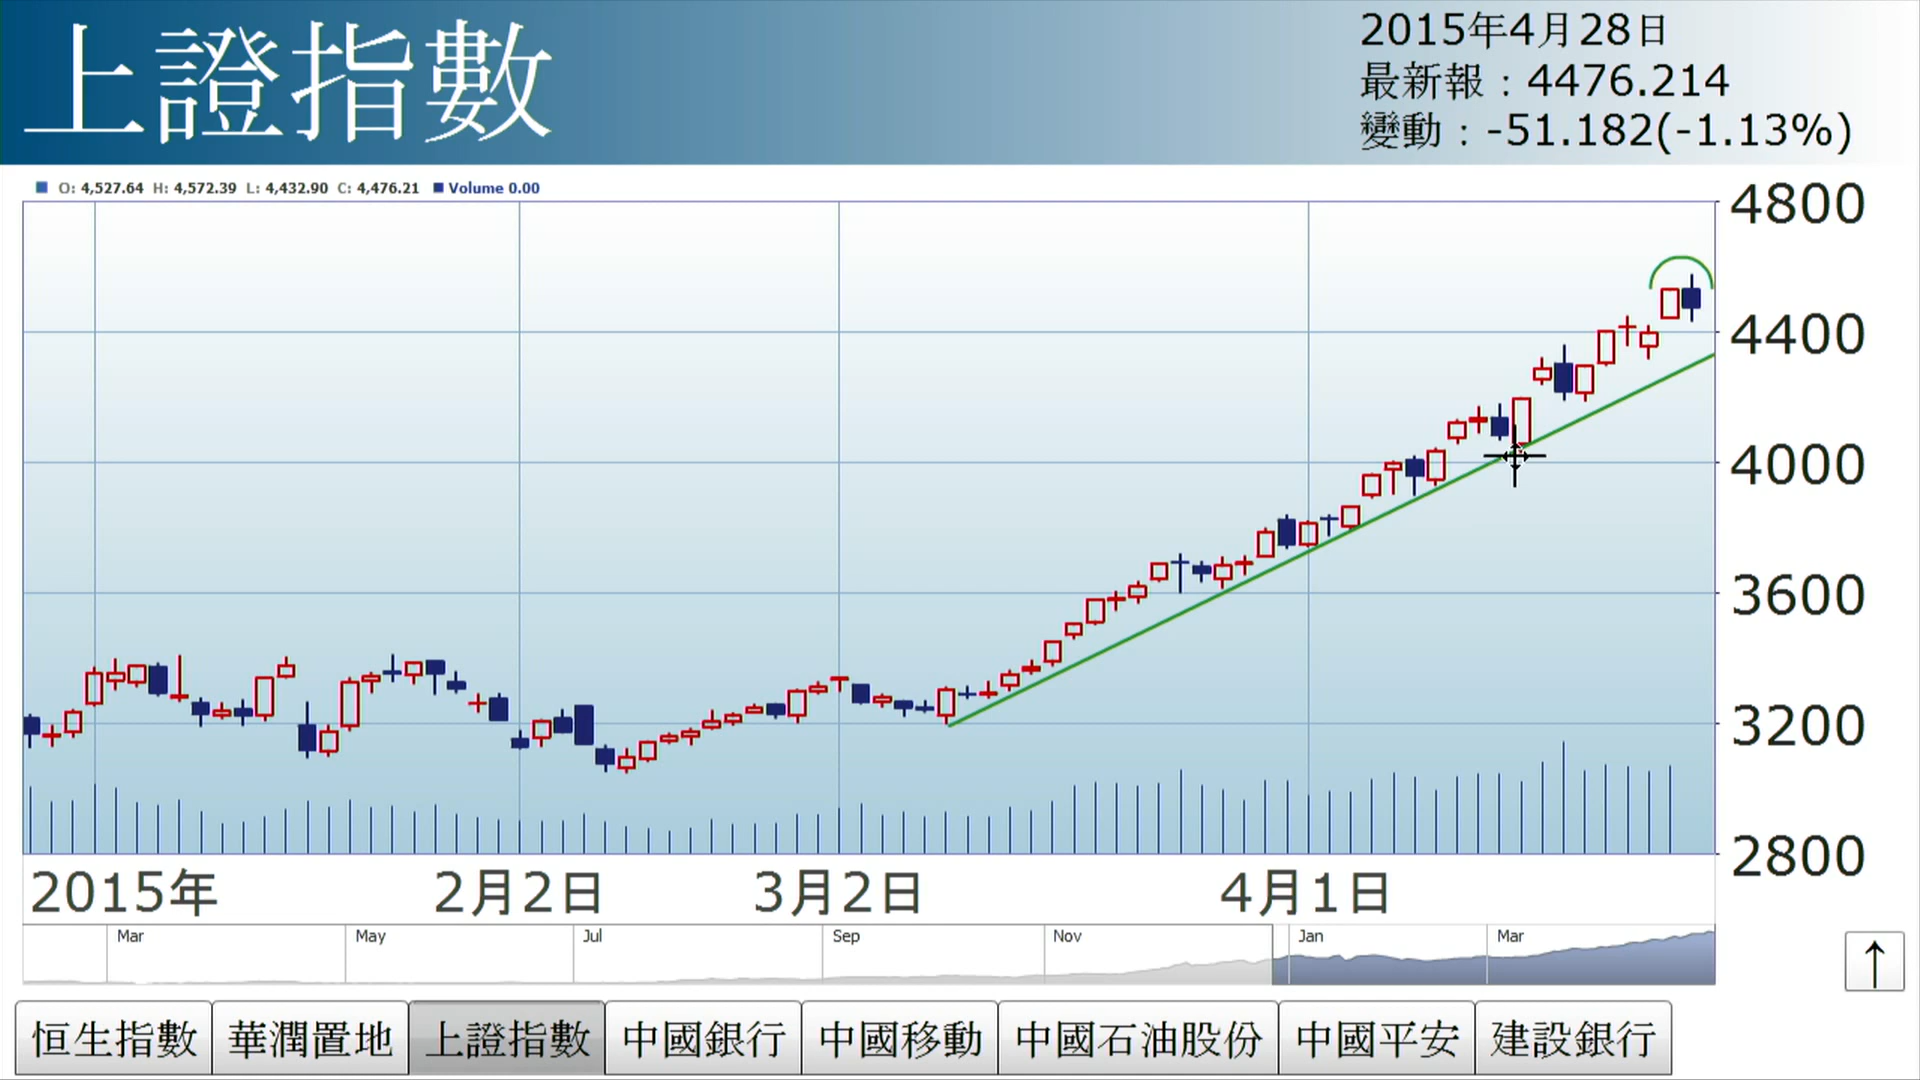 上證指數
2015年4月28日
最新報：4476.214
變動：-51.182(-1.13%)
O: 4,527.64 H: 4,572.39 L: 4,432.90 C: 4,476.21 Volume 0.00
4800
4400
4000
3600
3200
2800
2015年 2月2日 3月2日 4月1日
Mar May Jul Sep Nov Jan Mar
↑
恒生指數 華潤置地 上證指數 中國銀行 中國移動 中國石油股份 中國平安 建設銀行